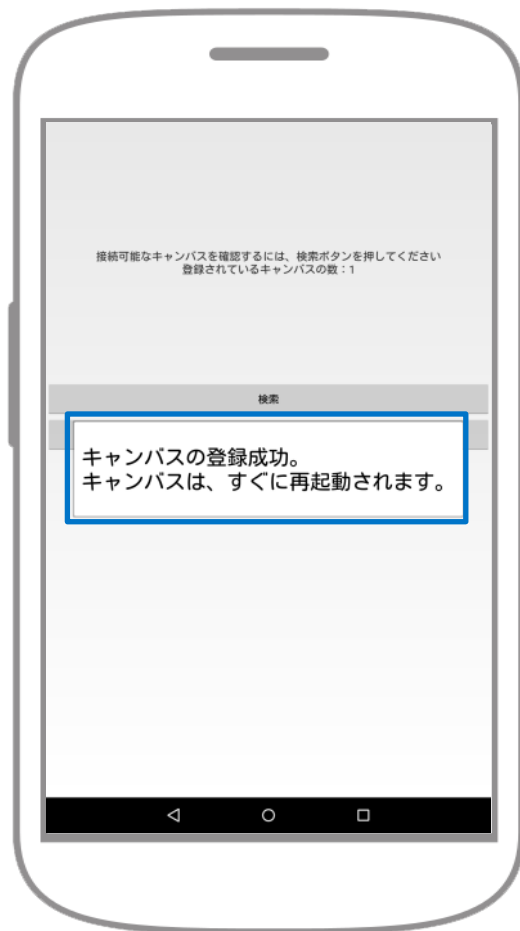 接続可能なキャンバスを確認するには、検索ボタンを押してください
登録されているキャンバスの数：1
検索
キャンバスの登録成功。
キャンバスは、すぐに再起動されます。